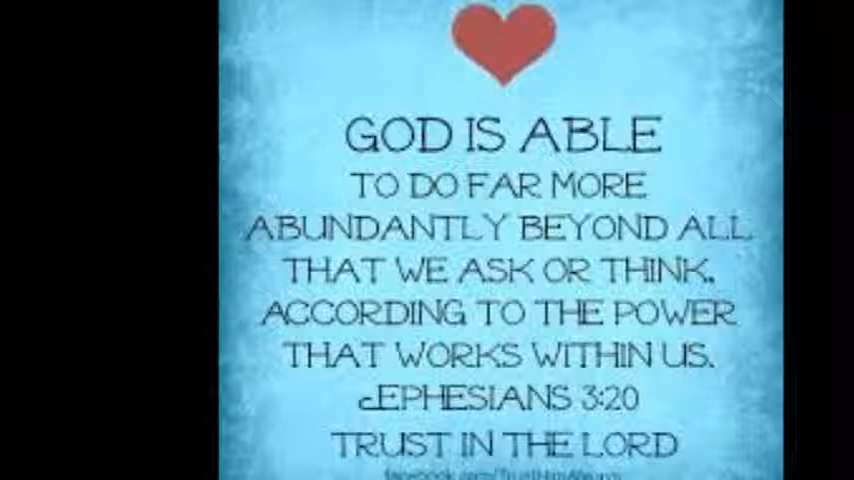 GOD IS ABLE
TO DO FAR MORE
ABUNDANTLY BEYOND ALL
THAT WE ASK OR THINK,
ACCORDING TO THE POWER
THAT WORKS WITHIN US.
EPHESIANS 3:20
TRUST IN THE LORD